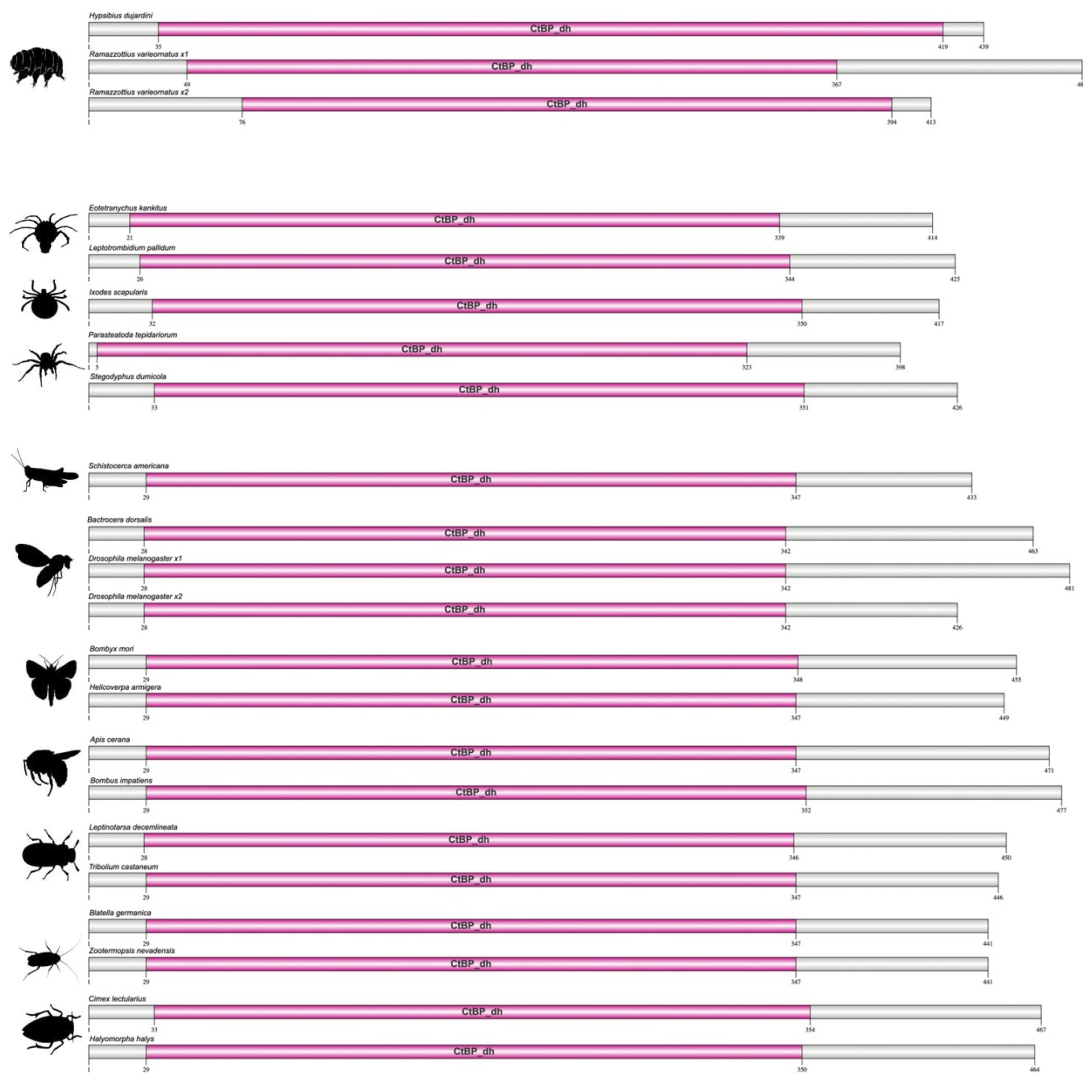 Hypsibius dujardini
CtBP_dh
1 35 419 439
Ramazzottius varieornatus x1
CtBP_dh
1 49 367 48
Ramazzottius varieornatus x2
CtBP_dh
1 76 394 413
Eotetranychus kankitus
CtBP_dh
1 21 339 414
Leptotrombidium pallidum
CtBP_dh
1 26 344 425
Ixodes scapularis
CtBP_dh
1 32 350 417
Parasteatoda tepidariorum
CtBP_dh
1 5 323 398
Stegodyphus dumicola
CtBP_dh
1 33 351 426
Schistocerca americana
CtBP_dh
1 29 347 433
Bactrocera dorsalis
CtBP_dh
1 28 342 463
Drosophila melanogaster x1
CtBP_dh
1 28 342 481
Drosophila melanogaster x2
CtBP_dh
1 28 342 426
Bombyx mori
CtBP_dh
1 29 348 455
Helicoverpa armigera
CtBP_dh
1 29 347 449
Apis cerana
CtBP_dh
1 29 347 471
Bombus impatiens
CtBP_dh
1 29 352 477
Leptinotarsa decemlineata
CtBP_dh
1 28 346 450
Tribolium castaneum
CtBP_dh
1 29 347 446
Blatella germanica
CtBP_dh
1 29 347 441
Zootermopsis nevadensis
CtBP_dh
1 29 347 441
Cimex lectularius
CtBP_dh
1 33 354 467
Halyomorpha halys
CtBP_dh
1 29 350 464